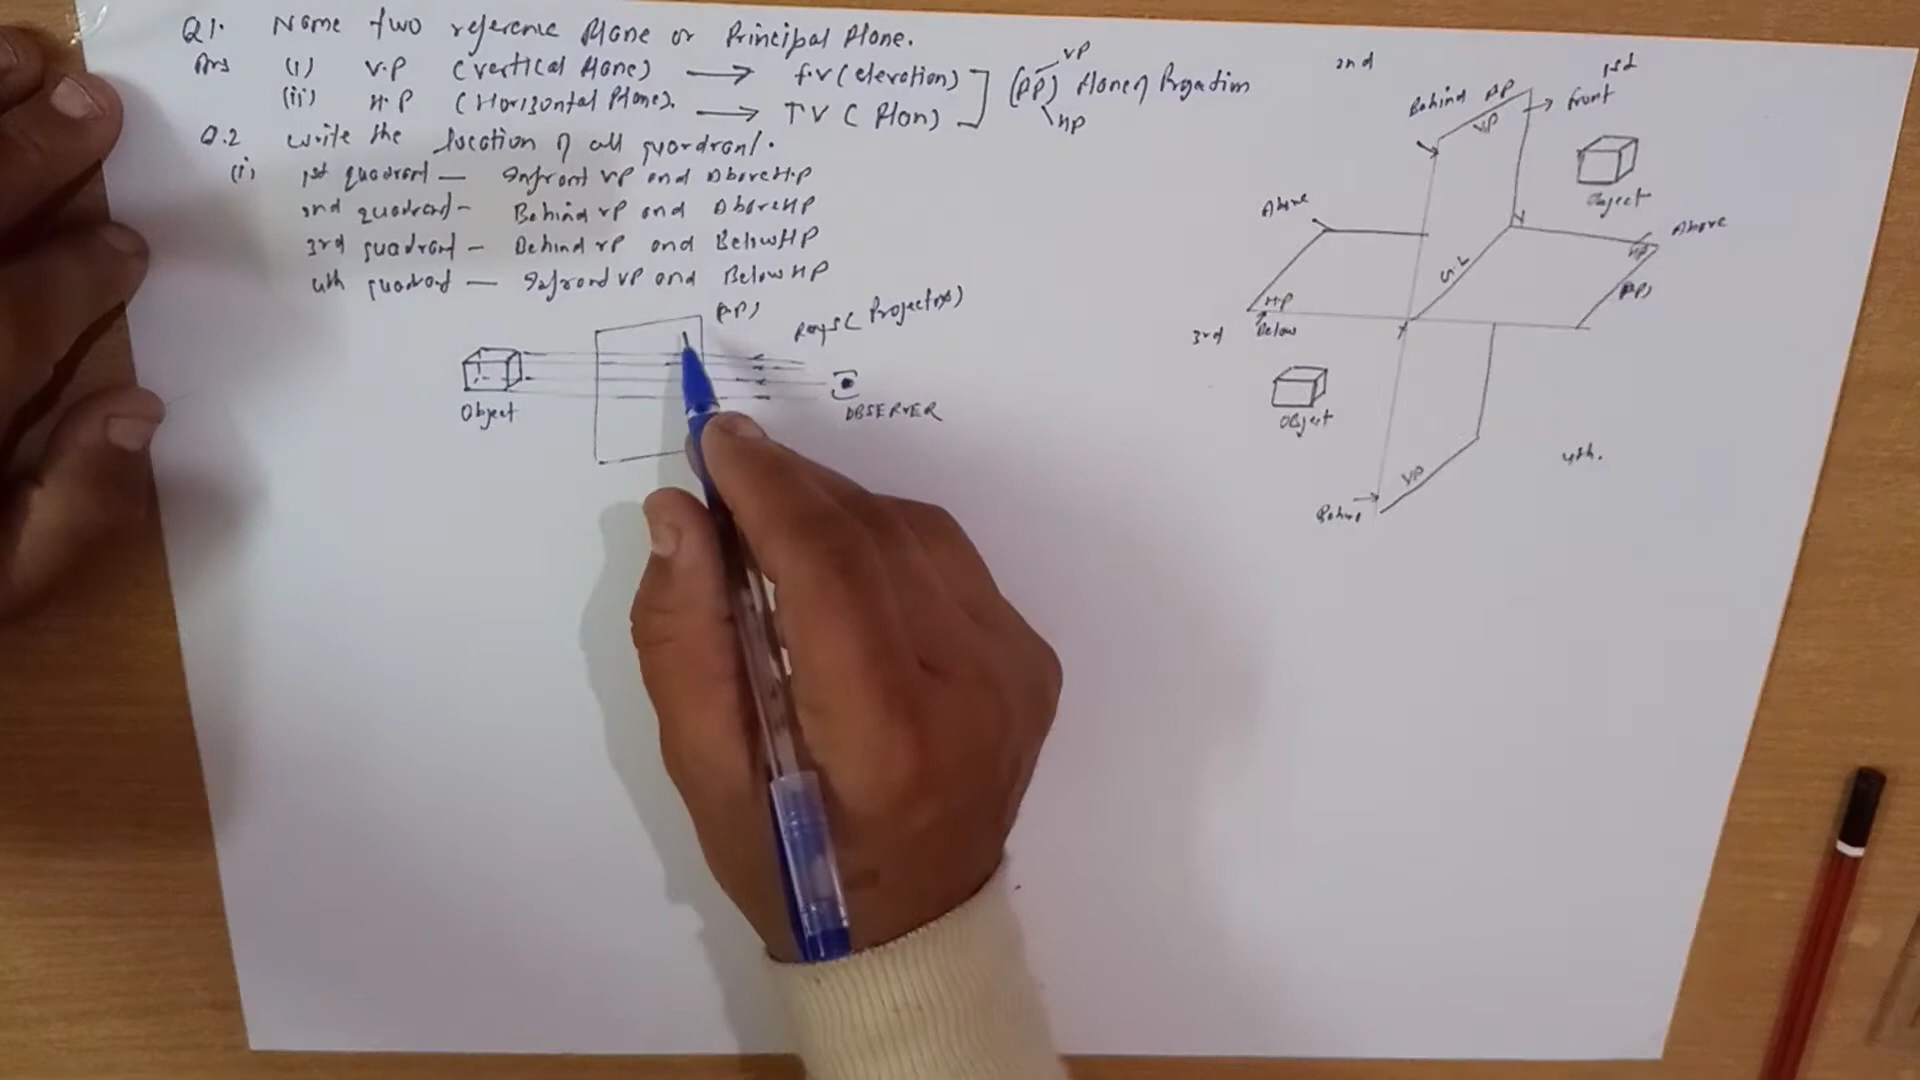 Q1. Name two reference Plane or Principal Plane.
Ans (i) V.P (vertical Plane) → f.v (elevation)
(ii) H.P (Horizontal Plane). → TV (Plan)
(PP) Plane of Projection
VP
HP
Q.2 write the location of all quadrant.
(i) 1st quadrant — Infront VP and Above H.P
2nd quadrant - Behind VP and Above HP
3rd quadrant - Behind VP and Below HP
4th quadrant — Infront VP and Below HP
(PP)
Rays (Projectors)
Object
OBSERVER
2nd
1st
Behind PP
front
VP
Object
Above
Above
HP
G.L
(PP)
H.P
Below
3rd
X
Y
Object
VP
4th.